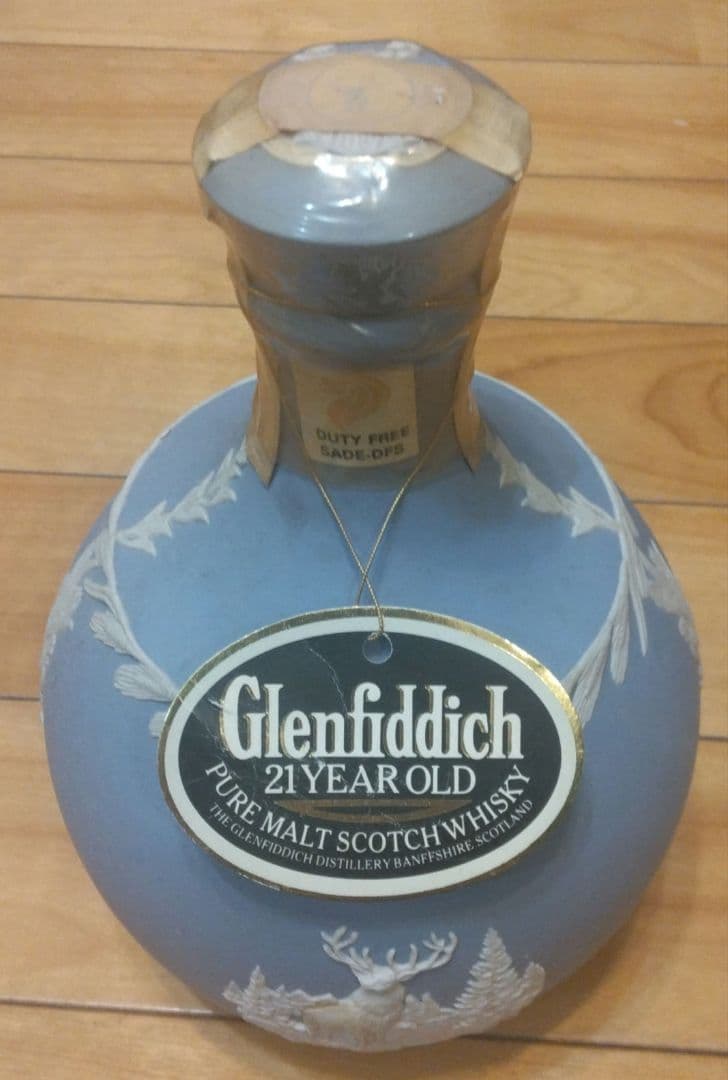 DUTY FREE
SADE-DFS
Glenfiddich
21 YEAR OLD
PURE MALT SCOTCH WHISKY
THE GLENFIDDICH DISTILLERY BANFFSHIRE SCOTLAND